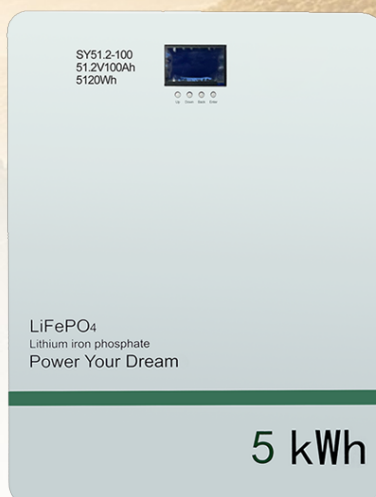 SY51.2-100
51.2V100Ah
5120Wh
Up Down Back Enter
LiFePO4
Lithium iron phosphate
Power Your Dream
5 kWh